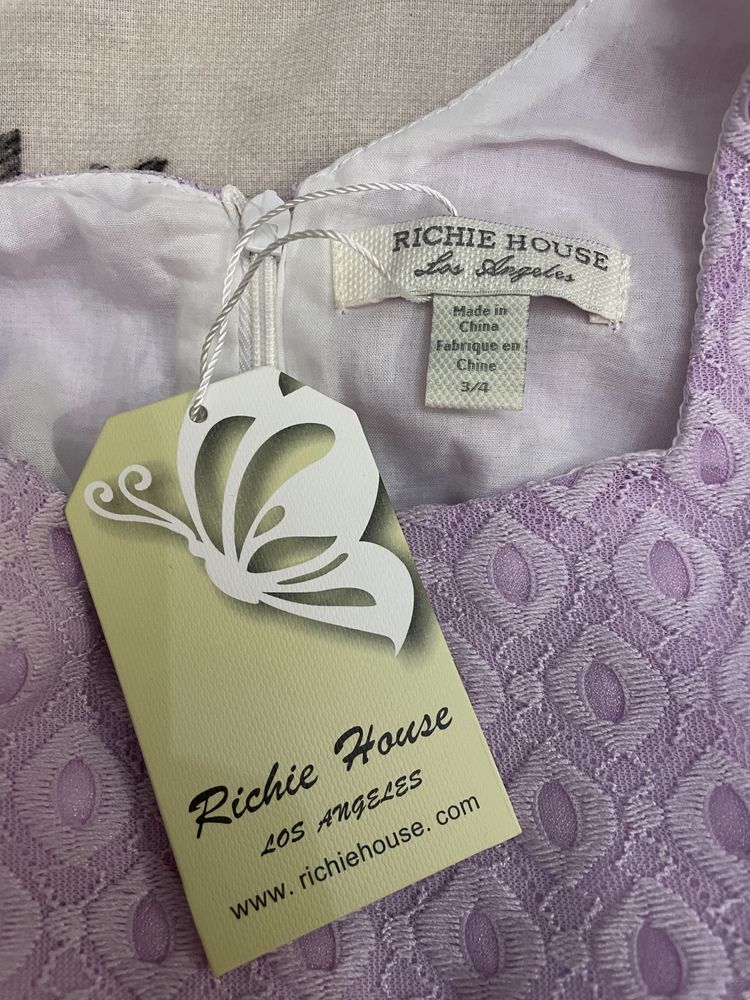 RICHIE HOUSE
Los Angeles
Made in
China
Fabrique en
Chine
3/4
Richie House
LOS ANGELES
www.richiehouse.com